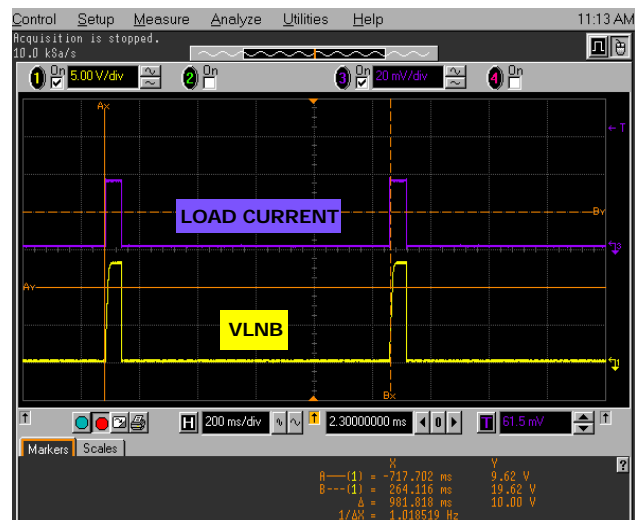 Control Setup Measure Analyze Utilities Help 11:13 AM
Acquisition is stopped.
10.0 kSa/s
1 On 5.00 V/div 2 On 3 On 20 mV/div 4 On
Ax
T
LOAD CURRENT
By
3
Ay
VLNB
1
Bx
H 200 ms/div 2.30000000 ms 0 T 61.5 mV
Markers Scales
X Y ?
A——(1) = -717.702 ms 9.62 V
B---(1) = 264.116 ms 19.62 V
Δ = 981.818 ms 10.00 V
1/ΔX = 1.018519 Hz